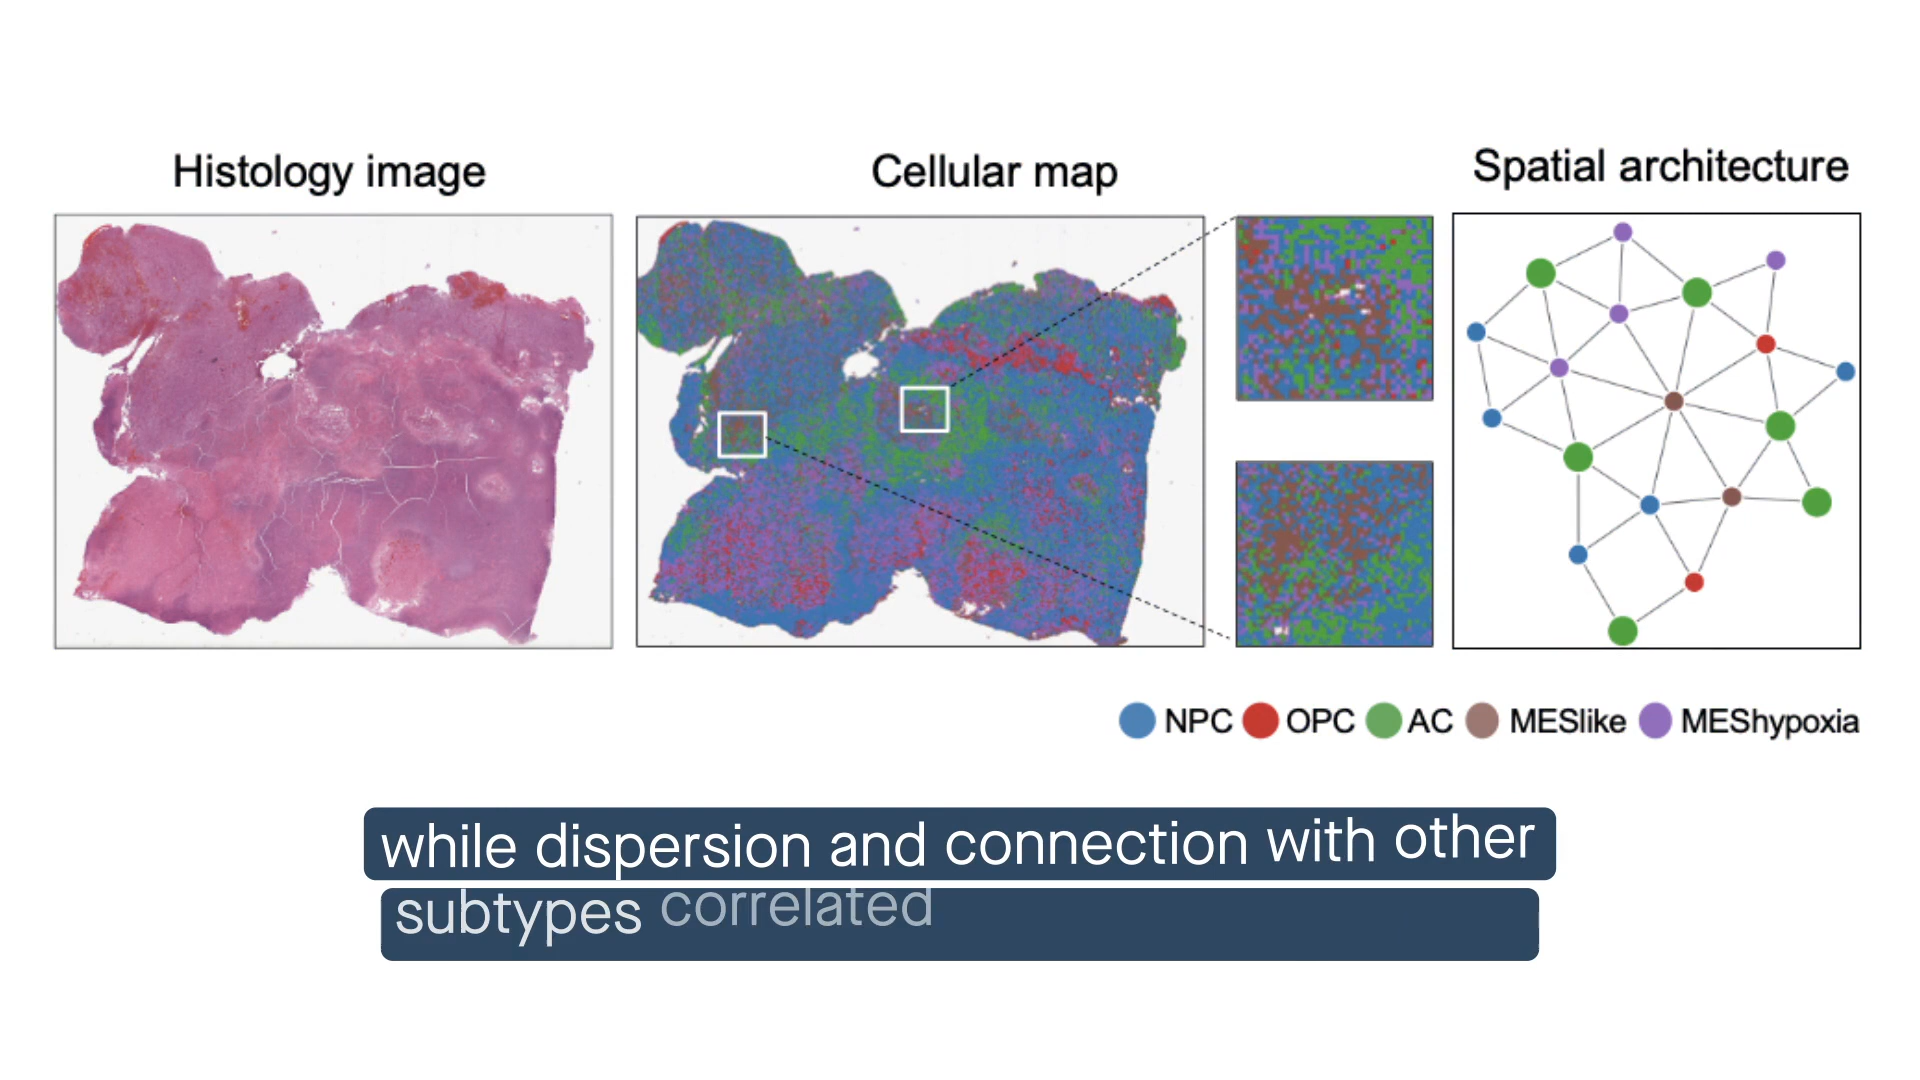 Histology image
Cellular map
Spatial architecture
NPC OPC AC MESlike MEShypoxia
while dispersion and connection with other
subtypes correlated